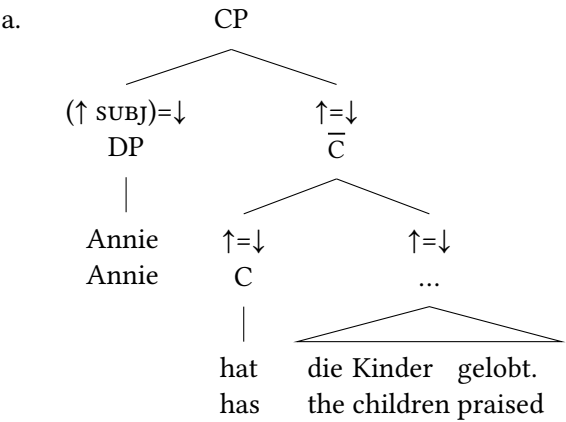 a. CP
(↑ SUBJ)=↓ ↑=↓
DP C̅
Annie ↑=↓ ↑=↓
Annie C ...
hat die Kinder gelobt.
has the children praised